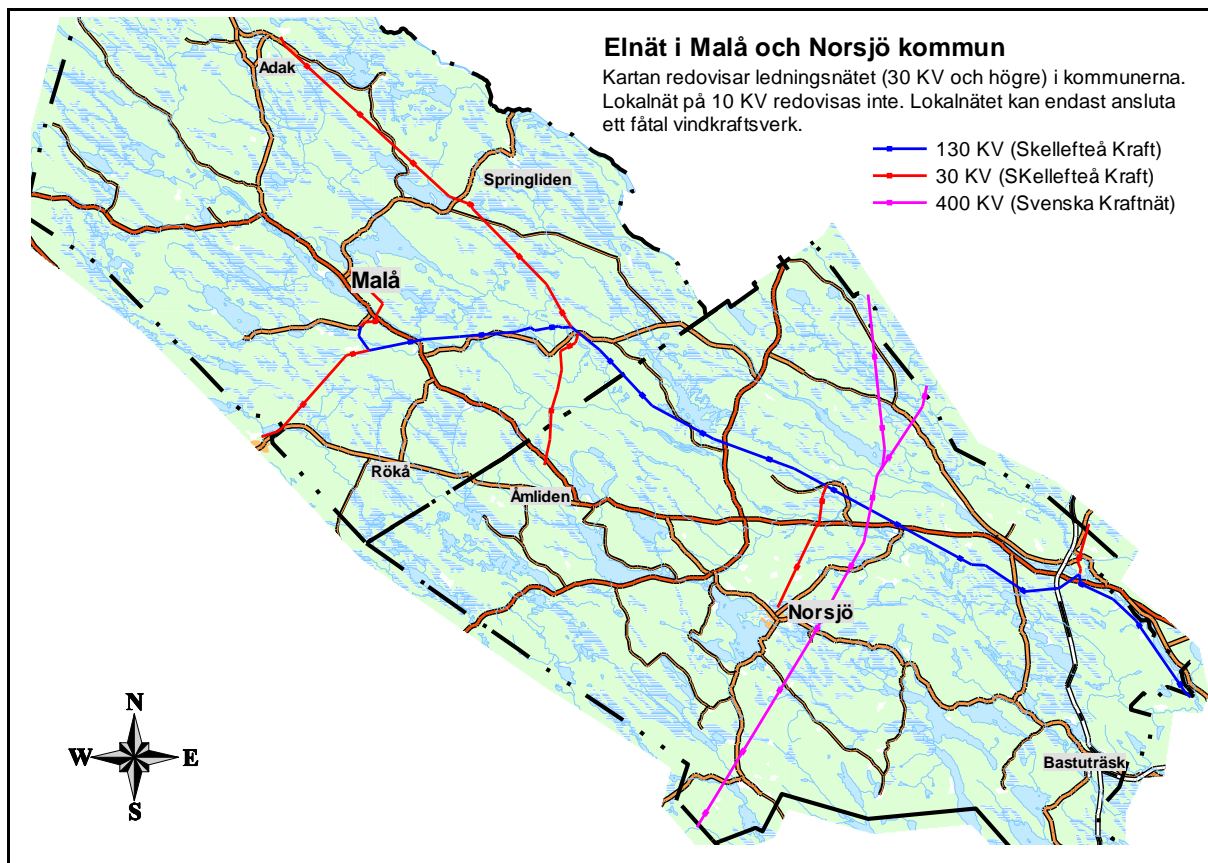 Elnät i Malå och Norsjö kommun
Kartan redovisar ledningsnätet (30 KV och högre) i kommunerna.
Lokalnät på 10 KV redovisas inte. Lokalnätet kan endast ansluta
ett fåtal vindkraftsverk.
130 KV (Skellefteå Kraft)
30 KV (SKellefteå Kraft)
400 KV (Svenska Kraftnät)
Adak
Springliden
Malå
Rökå
Åmliden
Norsjö
Bastuträsk
N
W
E
S